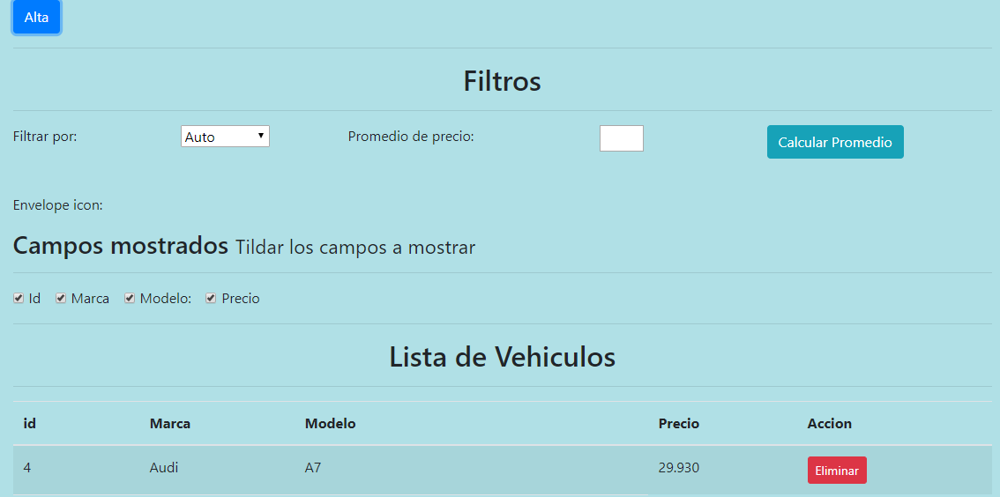 Alta
Filtros
Filtrar por: Auto Promedio de precio: Calcular Promedio
Envelope icon:
Campos mostrados Tildar los campos a mostrar
Id Marca Modelo: Precio
Lista de Vehiculos
id Marca Modelo Precio Accion
4 Audi A7 29.930 Eliminar